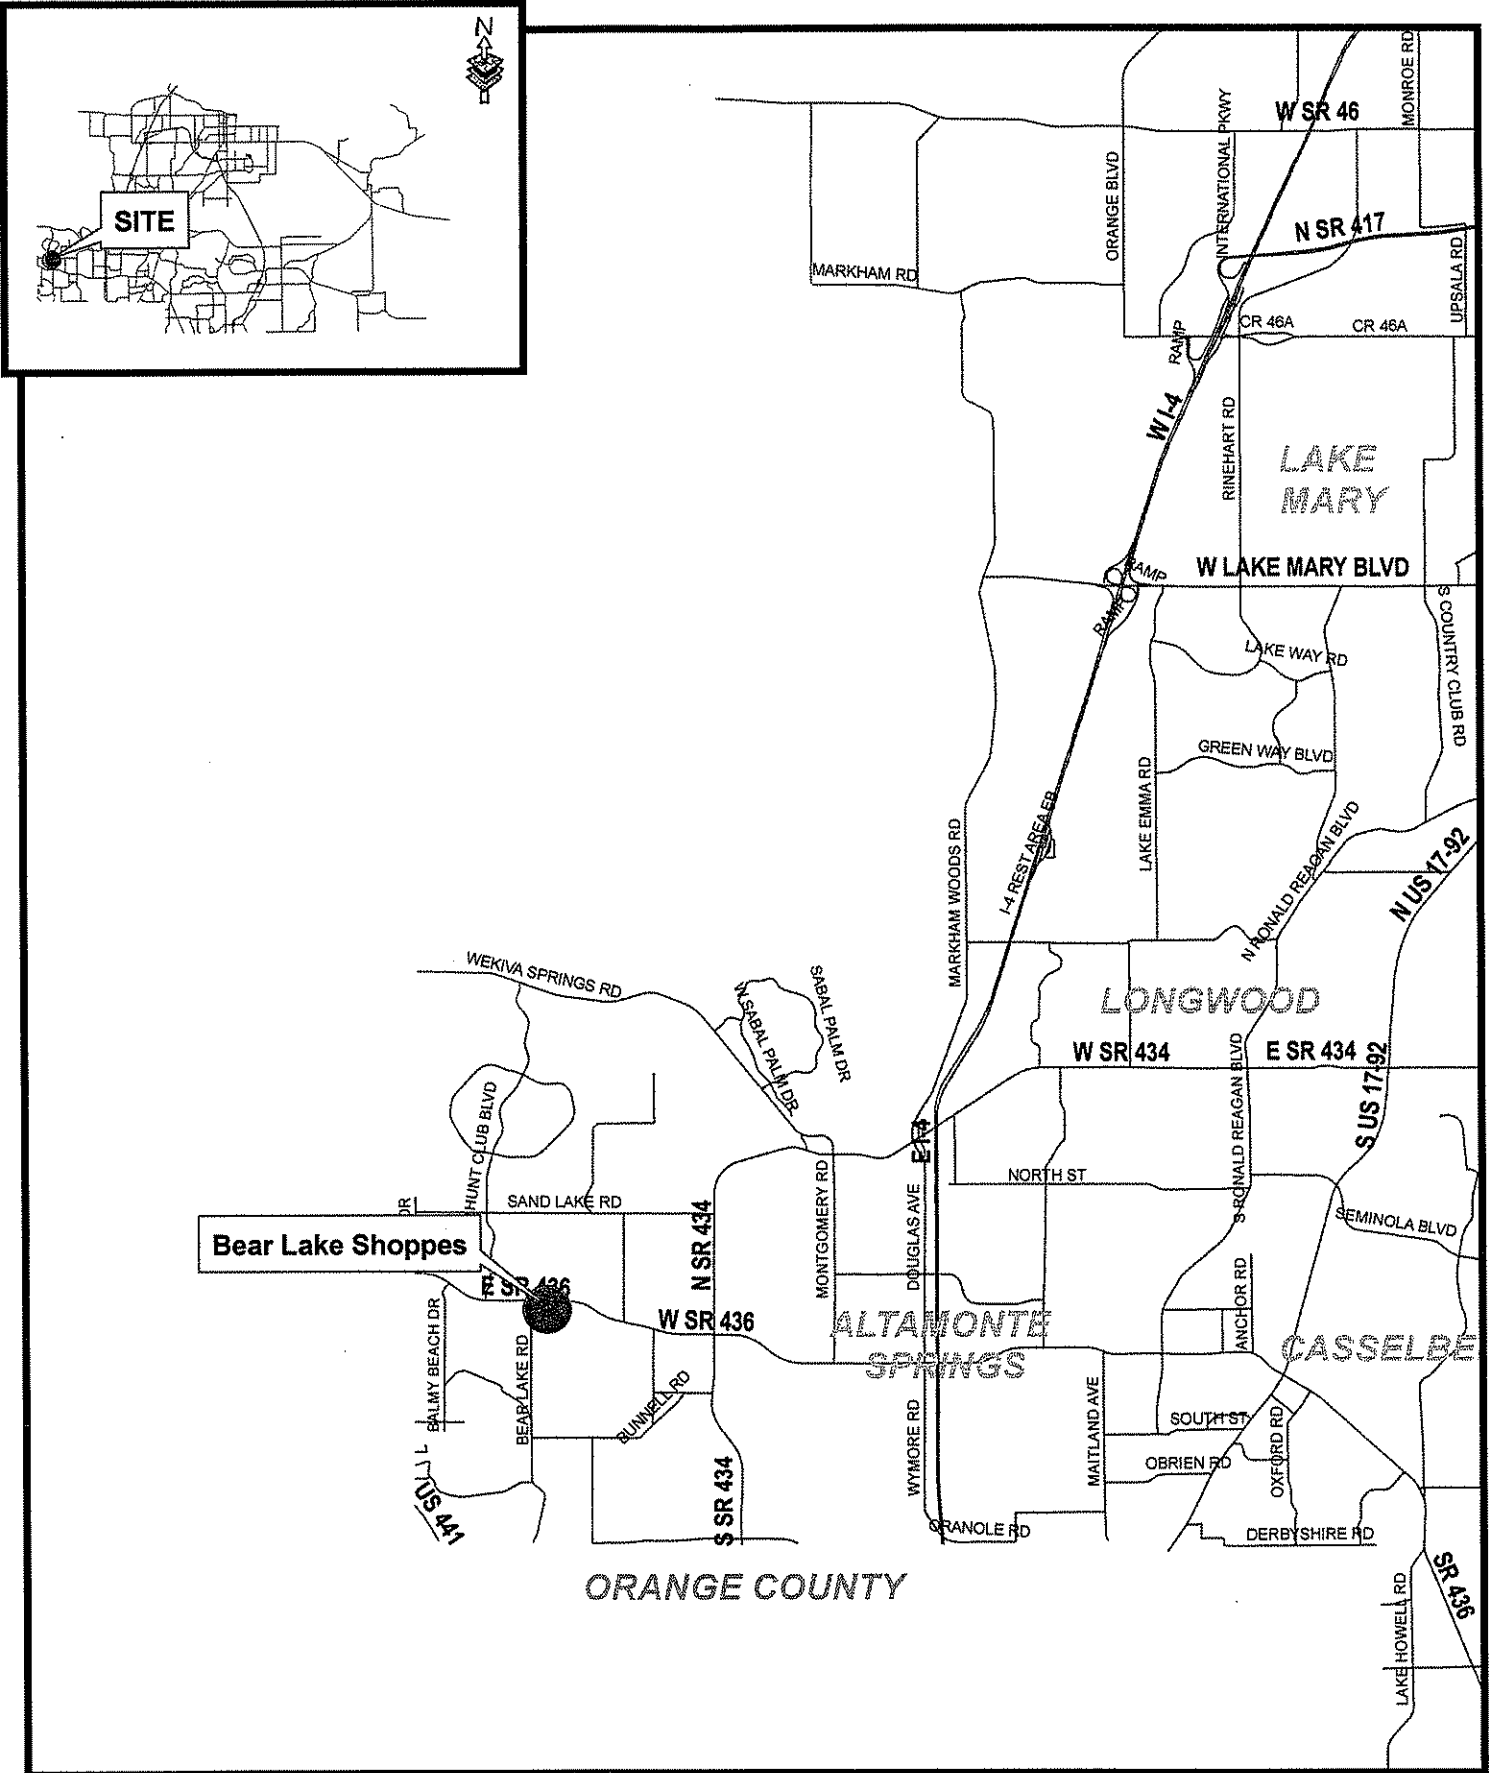 N
SITE
W SR 46
MONROE RD
INTERNATIONAL PKWY
ORANGE BLVD
N SR 417
MARKHAM RD
UPSALA RD
CR 46A
CR 46A
RAMP
W I-4
RINEHART RD
LAKE
MARY
W LAKE MARY BLVD
RAMP
RAMP
S COUNTRY CLUB RD
LAKE WAY RD
GREEN WAY BLVD
LAKE EMMA RD
I-4 REST AREA EB
MARKHAM WOODS RD
N RONALD REAGAN BLVD
N US 17-92
WEKIVA SPRINGS RD
SABAL PALM DR
W SABAL PALM DR
LONGWOOD
W SR 434
E SR 434
S RONALD REAGAN BLVD
S US 17-92
HUNT CLUB BLVD
E I-4
NORTH ST
SAND LAKE RD
DR
N SR 434
MONTGOMERY RD
DOUGLAS AVE
SEMINOLA BLVD
Bear Lake Shoppes
E SR 436
W SR 436
ANCHOR RD
BALMY BEACH DR
BEAR LAKE RD
ALTAMONTE
SPRINGS
CASSELBE
BUNNELL RD
WYMORE RD
MAITLAND AVE
SOUTH ST
OXFORD RD
OBRIEN RD
L
US 441
S SR 434
ORANOLE RD
DERBYSHIRE RD
ORANGE COUNTY
LAKE HOWELL RD
SR 436